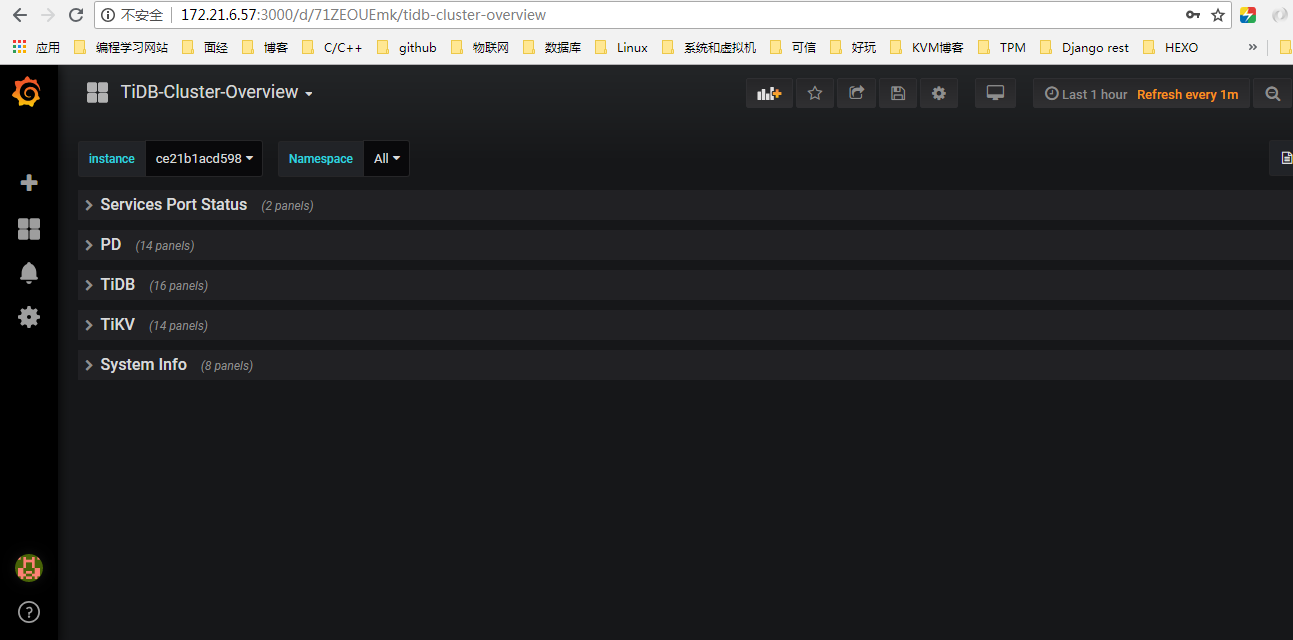 不安全 172.21.6.57:3000/d/71ZEOUEmk/tidb-cluster-overview
应用 编程学习网站 面经 博客 C/C++ github 物联网 数据库 Linux 系统和虚拟机 可信 好玩 KVM博客 TPM Django rest HEXO »
TiDB-Cluster-Overview Last 1 hour Refresh every 1m
instance ce21b1acd598 Namespace All
Services Port Status (2 panels)
PD (14 panels)
TiDB (16 panels)
TiKV (14 panels)
System Info (8 panels)